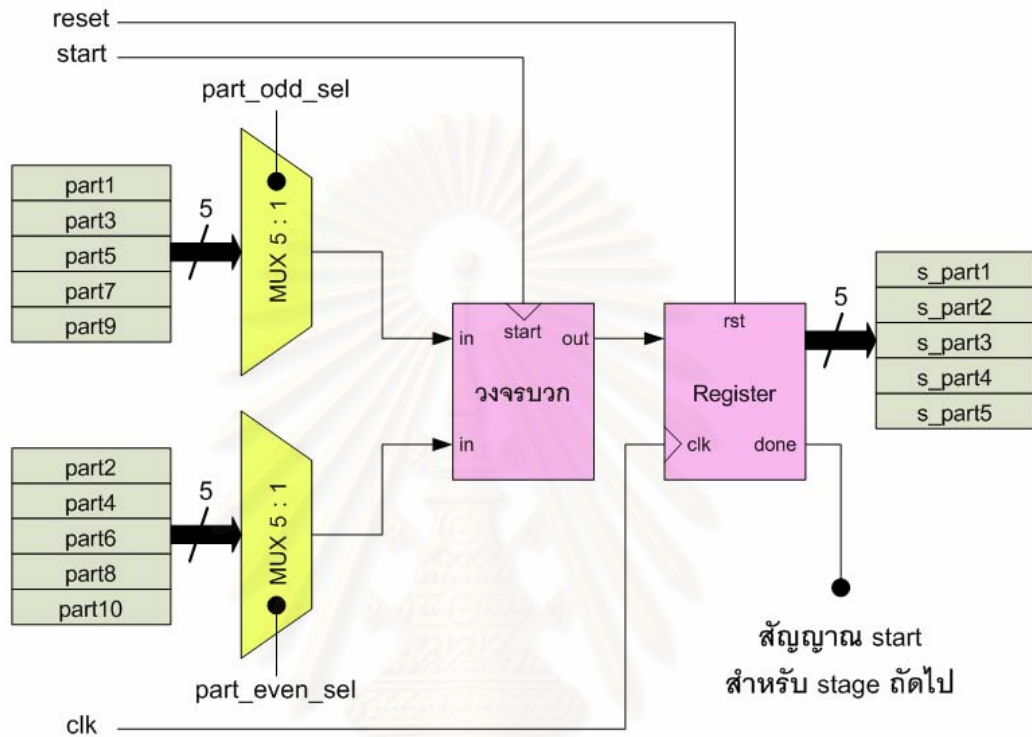 reset
start
part_odd_sel
part1
part3
part5
part7
part9
5
MUX 5 : 1
in
start
out
วงจรบวก
in
rst
Register
clk
done
5
s_part1
s_part2
s_part3
s_part4
s_part5
part2
part4
part6
part8
part10
5
MUX 5 : 1
part_even_sel
clk
สัญญาณ start
สำหรับ stage ถัดไป